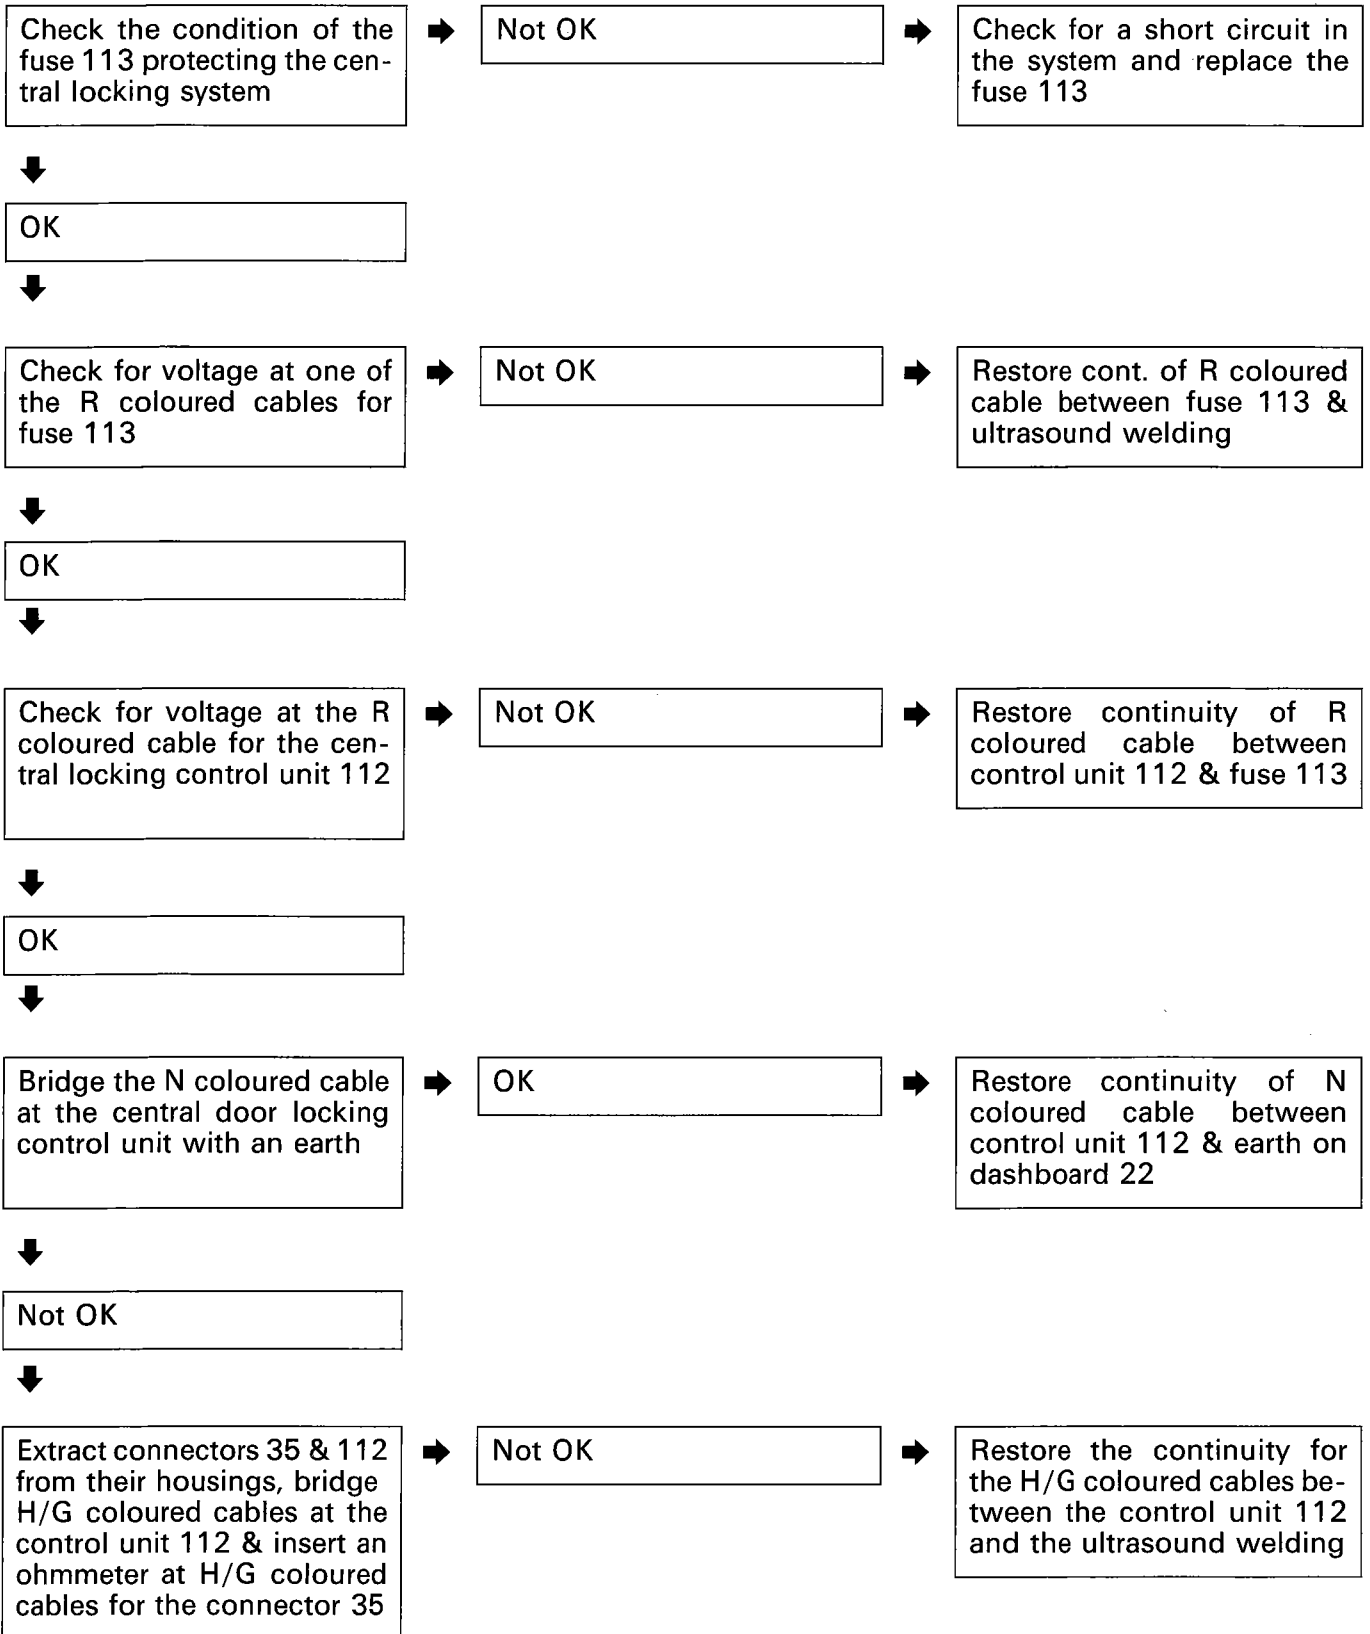 Check the condition of the
fuse 113 protecting the cen-
tral locking system
Not OK
Check for a short circuit in
the system and replace the
fuse 113
OK
Check for voltage at one of
the R coloured cables for
fuse 113
Not OK
Restore cont. of R coloured
cable between fuse 113 &
ultrasound welding
OK
Check for voltage at the R
coloured cable for the cen-
tral locking control unit 112
Not OK
Restore continuity of R
coloured cable between
control unit 112 & fuse 113
OK
Bridge the N coloured cable
at the central door locking
control unit with an earth
OK
Restore continuity of N
coloured cable between
control unit 112 & earth on
dashboard 22
Not OK
Extract connectors 35 & 112
from their housings, bridge
H/G coloured cables at the
control unit 112 & insert an
ohmmeter at H/G coloured
cables for the connector 35
Not OK
Restore the continuity for
the H/G coloured cables be-
tween the control unit 112
and the ultrasound welding